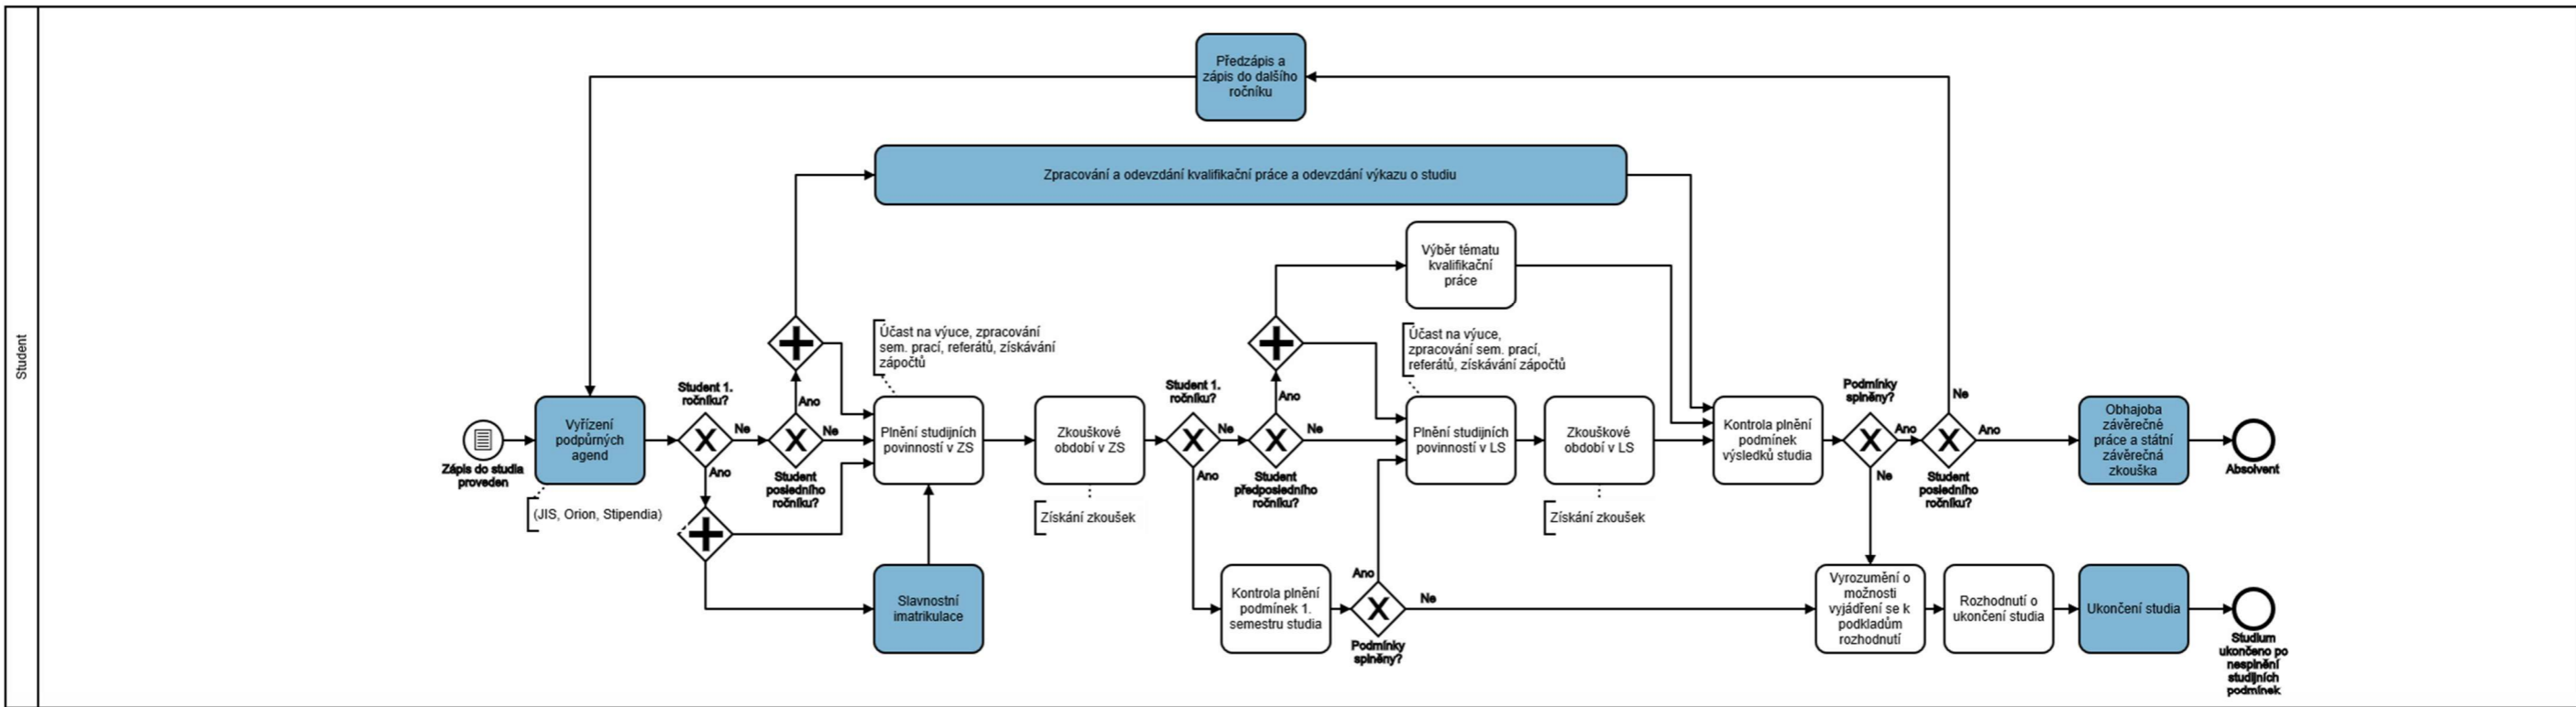 Student
Předzápis a
zápis do dalšího
ročníku
Zpracování a odevzdání kvalifikační práce a odevzdání výkazu o studiu
Výběr tématu
kvalifikační
práce
Účast na výuce, zpracování
sem. prací, referátů, získávání
zápočtů
Účast na výuce,
zpracování sem. prací,
referátů, získávání zápočtů
Zápis do studia
proveden
Vyřízení
podpůrných
agend
(JIS, Orion, Stipendia)
Student 1.
ročníku?
Ne
Ano
Ano
Ne
Student
posledního
ročníku?
Plnění studijních
povinností v ZS
Slavnostní
imatrikulace
Zkouškové
období v ZS
Získání zkoušek
Student 1.
ročníku?
Ne
Ano
Ano
Ne
Student
předposledního
ročníku?
Kontrola plnění
podmínek 1.
semestru studia
Ano
Ne
Podmínky
splněny?
Plnění studijních
povinností v LS
Zkouškové
období v LS
Získání zkoušek
Kontrola plnění
podmínek
výsledků studia
Podmínky
splněny?
Ano
Ne
Ne
Ano
Student
posledního
ročníku?
Obhajoba
závěrečné
práce a státní
závěrečná
zkouška
Absolvent
Vyrozumění o
možnosti
vyjádření se k
podkladům
rozhodnutí
Rozhodnutí o
ukončení studia
Ukončení studia
Studium
ukončeno po
nesplnění
studijních
podmínek